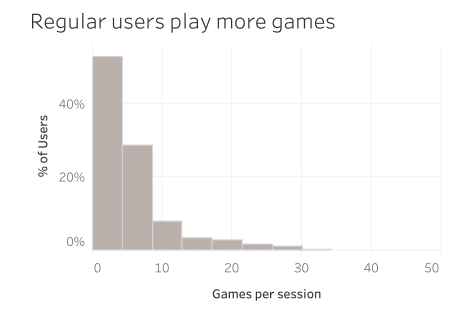 Regular users play more games
40%
20%
0%
% of Users
0 10 20 30 40 50
Games per session